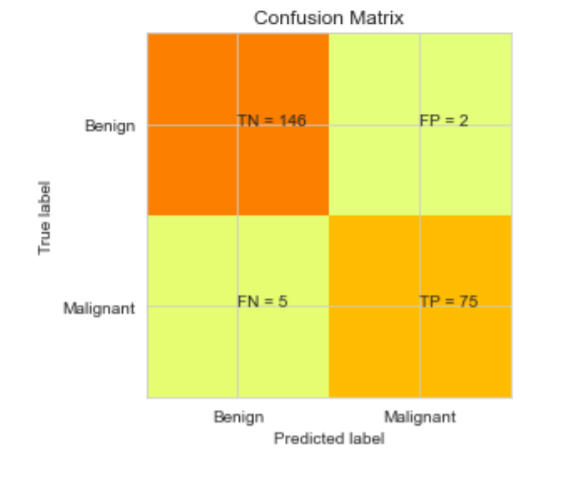 Confusion Matrix
True label
Benign
TN = 146
FP = 2
Malignant
FN = 5
TP = 75
Benign
Malignant
Predicted label